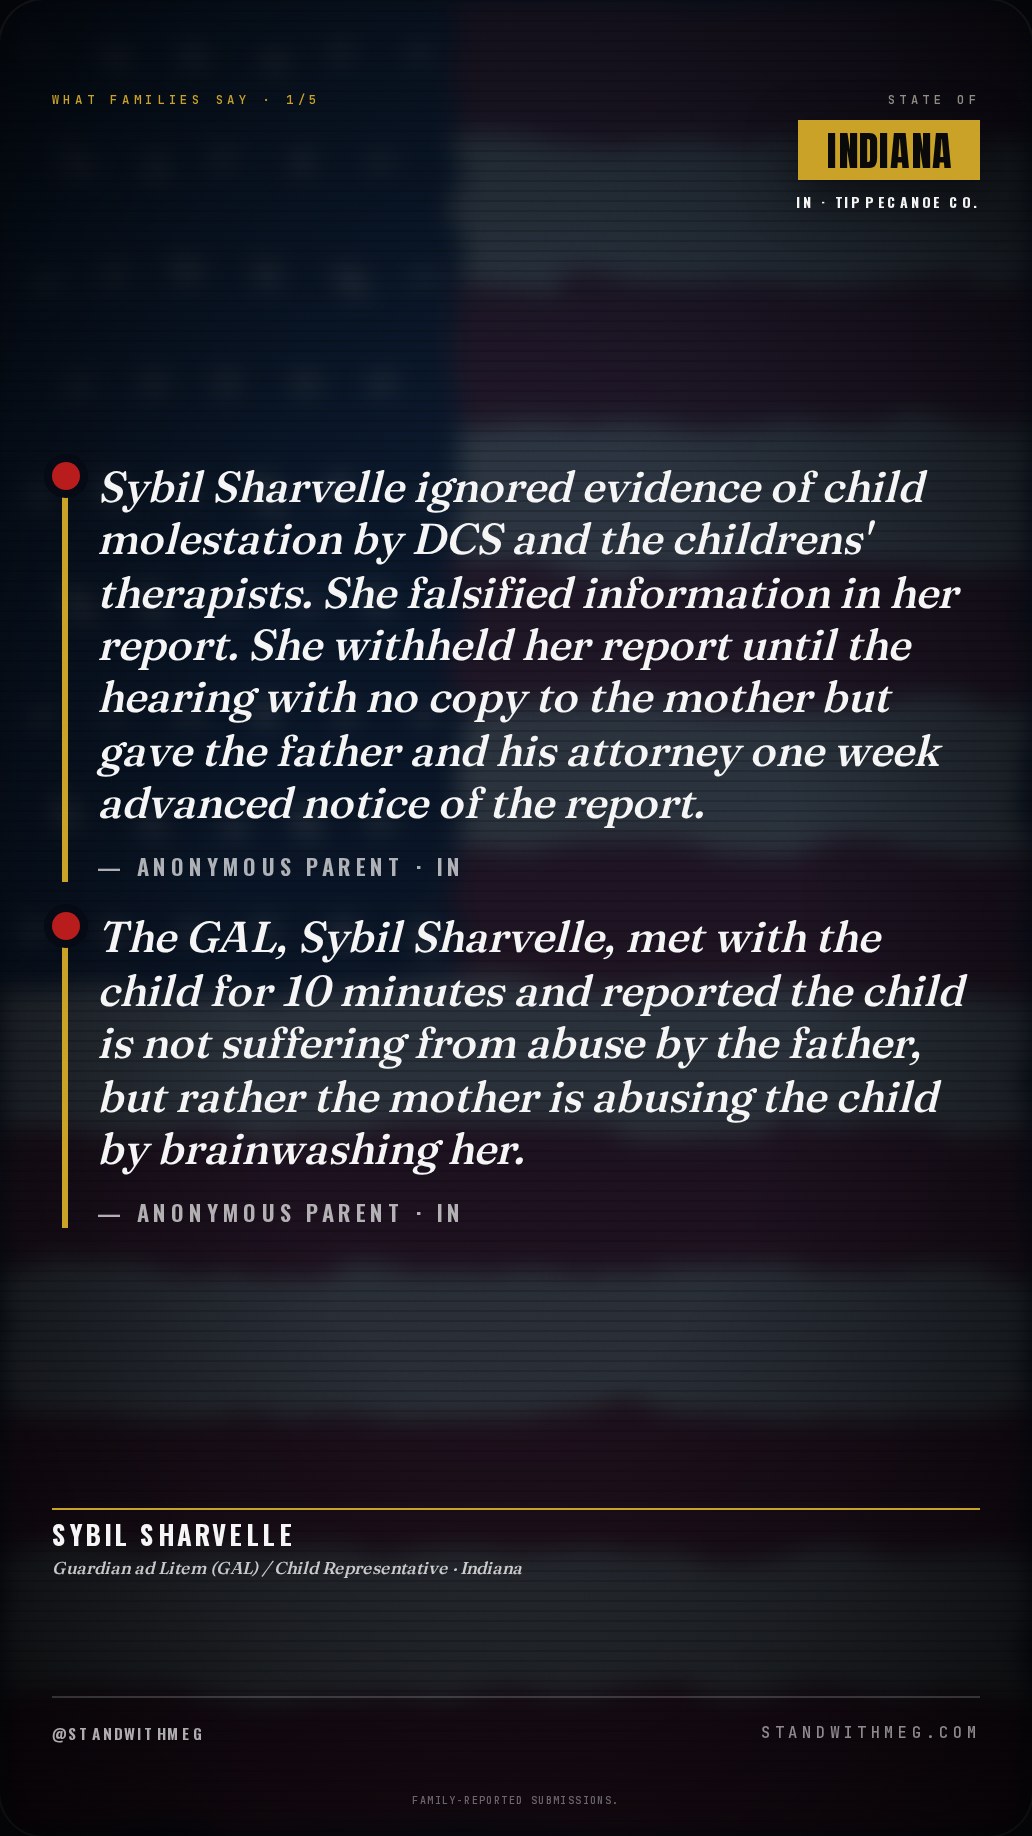 WHAT FAMILIES SAY · 1/5
STATE OF
INDIANA
IN · TIPPECANOE CO.
Sybil Sharvelle ignored evidence of child
molestation by DCS and the childrens'
therapists. She falsified information in her
report. She withheld her report until the
hearing with no copy to the mother but
gave the father and his attorney one week
advanced notice of the report.
— ANONYMOUS PARENT · IN
The GAL, Sybil Sharvelle, met with the
child for 10 minutes and reported the child
is not suffering from abuse by the father,
but rather the mother is abusing the child
by brainwashing her.
— ANONYMOUS PARENT · IN
SYBIL SHARVELLE
Guardian ad Litem (GAL) / Child Representative · Indiana
@STANDWITHMEG
STANDWITHMEG.COM
FAMILY-REPORTED SUBMISSIONS.